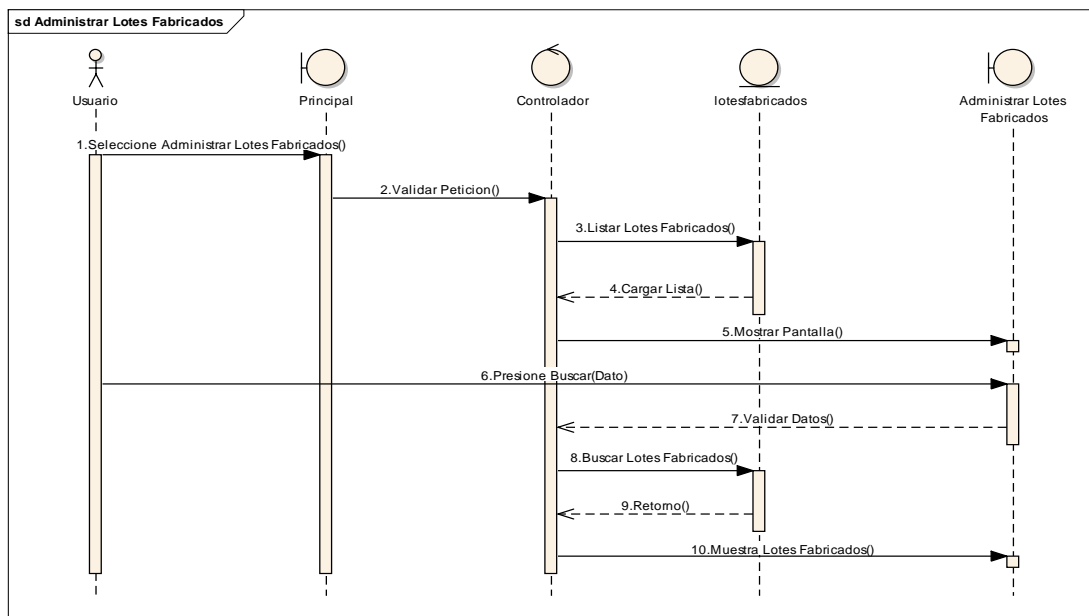 sd Administrar Lotes Fabricados
Usuario
Principal
Controlador
lotesfabricados
Administrar Lotes
Fabricados
1.Seleccione Administrar Lotes Fabricados()
2.Validar Peticion()
3.Listar Lotes Fabricados()
4.Cargar Lista()
5.Mostrar Pantalla()
6.Presione Buscar(Dato)
7.Validar Datos()
8.Buscar Lotes Fabricados()
9.Retorno()
10.Muestra Lotes Fabricados()